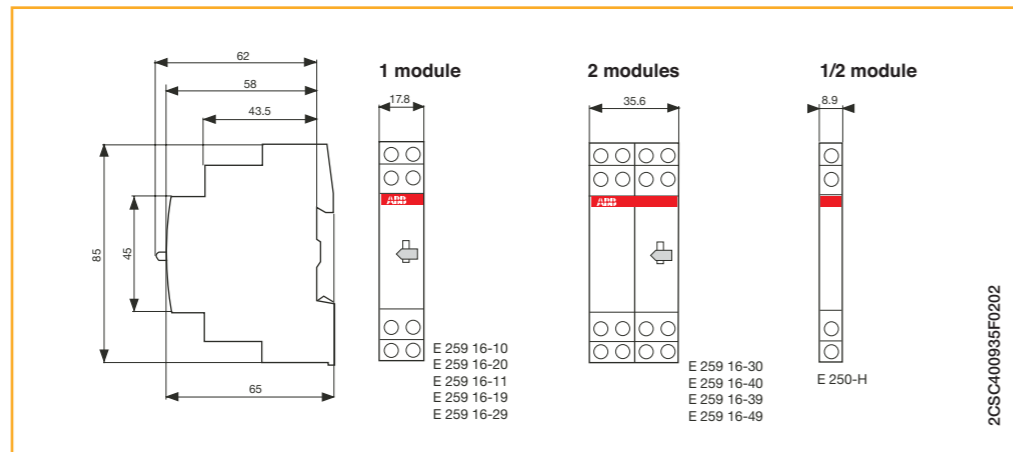 62
58
43.5
85
45
65
1 module
17.8
ABB
E 259 16-10
E 259 16-20
E 259 16-11
E 259 16-19
E 259 16-29
2 modules
35.6
ABB
E 259 16-30
E 259 16-40
E 259 16-39
E 259 16-49
1/2 module
8.9
E 250-H
2CSC400935F0202